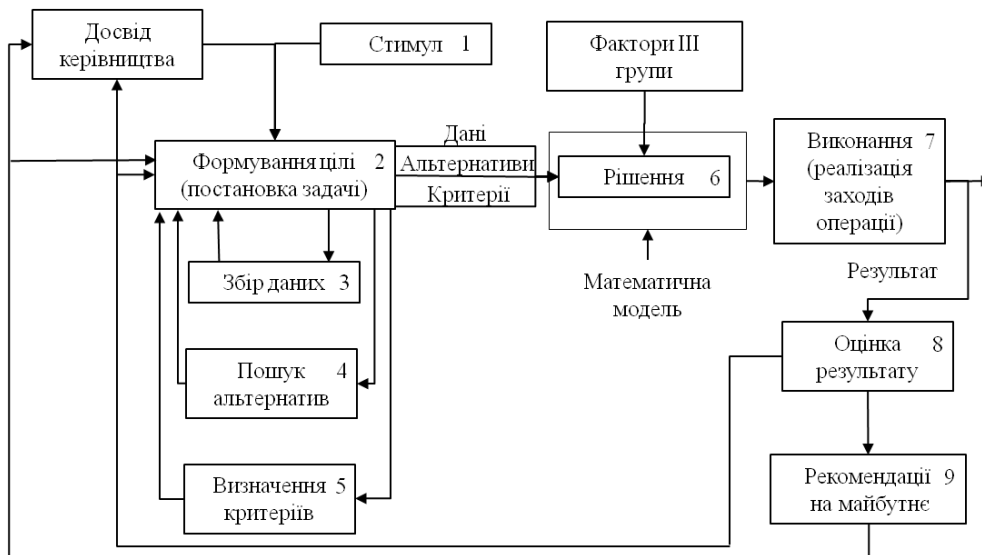 Досвід
керівництва
Стимул 1
Фактори ІІІ
групи
Формування цілі 2
(постановка задачі)
Дані
Альтернативи
Критерії
Рішення 6
Виконання 7
(реалізація
заходів
операції)
Збір даних 3
Математична
модель
Результат
Пошук 4
альтернатив
Оцінка 8
результату
Визначення 5
критеріїв
Рекомендації 9
на майбутнє